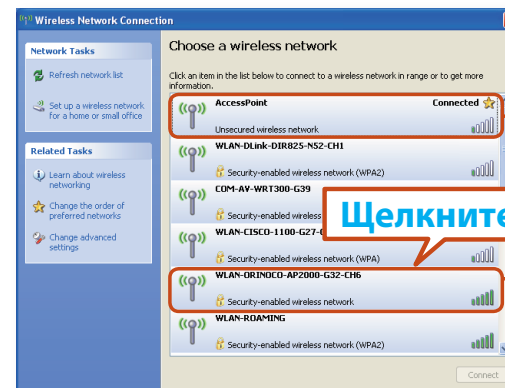 Wireless Network Connection
Network Tasks
Refresh network list
Set up a wireless network
for a home or small office
Related Tasks
Learn about wireless
networking
Change the order of
preferred networks
Change advanced
settings
Choose a wireless network
Click an item in the list below to connect to a wireless network in range or to get more
information.
AccessPoint Connected
Unsecured wireless network
WLAN-DLink-DIR825-N52-CH1
Security-enabled wireless network (WPA2)
COM-AV-WRT300-G39
Security-enabled wireless
WLAN-CISCO-1100-G27-
Security-enabled wireless network (WPA)
Щелкните
WLAN-ORINOCO-AP2000-G32-CH6
Security-enabled wireless network
WLAN-ROAMING
Security-enabled wireless network (WPA2)
Connect